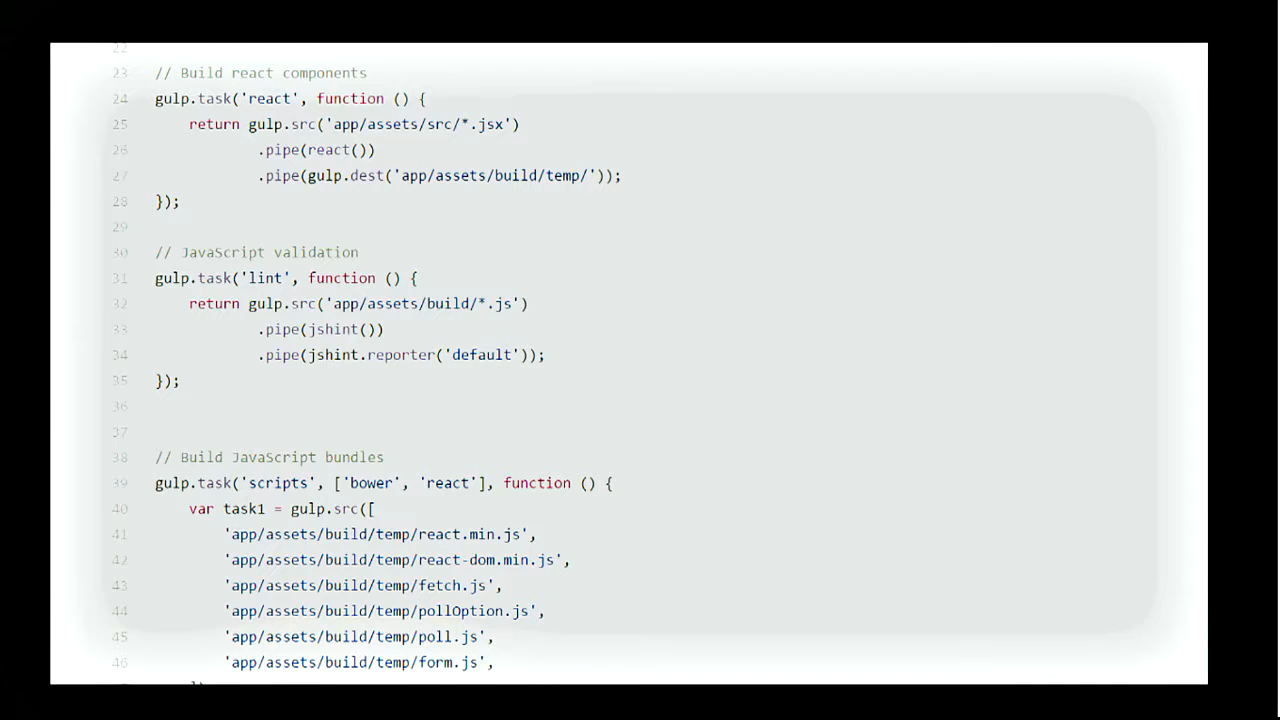 22
23 // Build react components
24 gulp.task('react', function () {
25 return gulp.src('app/assets/src/*.jsx')
26 .pipe(react())
27 .pipe(gulp.dest('app/assets/build/temp/'));
28 });
29
30 // JavaScript validation
31 gulp.task('lint', function () {
32 return gulp.src('app/assets/build/*.js')
33 .pipe(jshint())
34 .pipe(jshint.reporter('default'));
35 });
36
37
38 // Build JavaScript bundles
39 gulp.task('scripts', ['bower', 'react'], function () {
40 var task1 = gulp.src([
41 'app/assets/build/temp/react.min.js',
42 'app/assets/build/temp/react-dom.min.js',
43 'app/assets/build/temp/fetch.js',
44 'app/assets/build/temp/pollOption.js',
45 'app/assets/build/temp/poll.js',
46 'app/assets/build/temp/form.js',